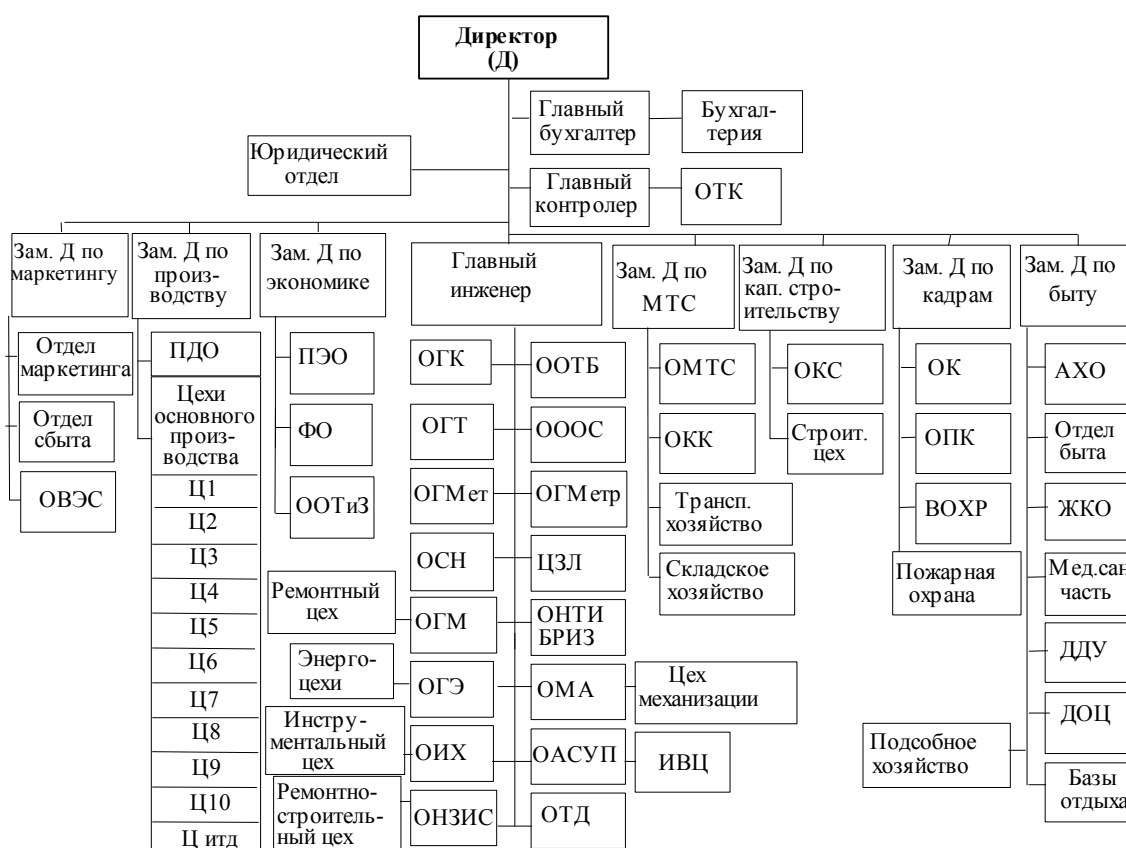 Директор
(Д)
Главный
бухгалтер
Бухгал-
терия
Юридический
отдел
Главный
контролер
ОТК
Зам. Д по
маркетингу
Зам. Д по
произ-
водству
Зам. Д по
экономике
Главный
инженер
Зам. Д по
МТС
Зам. Д по
кап. стро-
ительству
Зам. Д по
кадрам
Зам. Д по
быту
Отдел
маркетинга
Отдел
сбыта
ОВЭС
ПДО
Цехи
основного
произ-
водства
Ц1
Ц2
Ц3
Ц4
Ц5
Ц6
Ц7
Ц8
Ц9
Ц10
Ц итд
ПЭО
ФО
ООТиЗ
Ремонтный
цех
Энерго-
цехи
Инстру-
ментальный
цех
Ремонтно-
строитель-
ный цех
ОГК
ОГТ
ОГМет
ОСН
ОГМ
ОГЭ
ОИХ
ОНЗИС
ООТБ
ОООС
ОГМетр
ЦЗЛ
ОНТИ
БРИЗ
ОМА
ОАСУП
ОТД
Цех
механизации
ИВЦ
ОМТС
ОКК
Трансп.
хозяйство
Складское
хозяйство
ОКС
Строит.
цех
ОК
ОПК
ВОХР
Пожарная
охрана
Подсобное
хозяйство
АХО
Отдел
быта
ЖКО
Мед.сан
часть
ДДУ
ДОЦ
Базы
отдыха